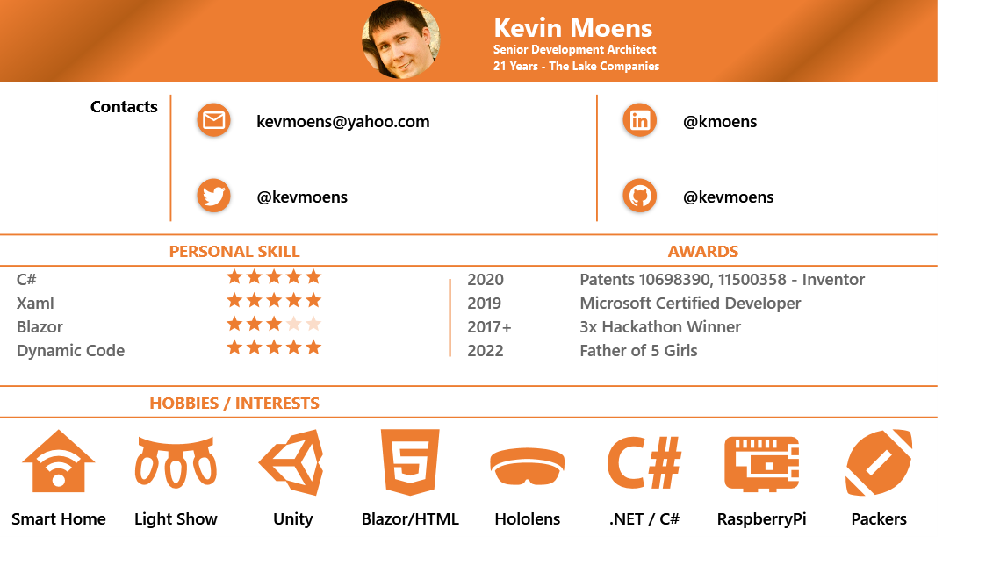 Kevin Moens
Senior Development Architect
21 Years - The Lake Companies
Contacts
kevmoens@yahoo.com
@kmoens
@kevmoens
@kevmoens
PERSONAL SKILL
AWARDS
C#
2020 Patents 10698390, 11500358 - Inventor
Xaml
2019 Microsoft Certified Developer
Blazor
2017+ 3x Hackathon Winner
Dynamic Code
2022 Father of 5 Girls
HOBBIES / INTERESTS
5
C#
Smart Home
Light Show
Unity
Blazor/HTML
Hololens
.NET / C#
RaspberryPi
Packers